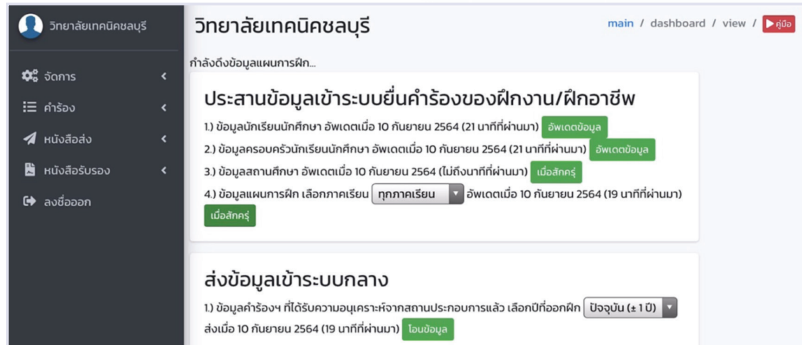 วิทยาลัยเทคนิคชลบุรี
จัดการ
คำร้อง
หนังสือส่ง
หนังสือรับรอง
ลงชื่อออก
วิทยาลัยเทคนิคชลบุรี
main / dashboard / view / คู่มือ
กำลังดึงข้อมูลแผนการฝึก...
ประสานข้อมูลเข้าระบบยื่นคำร้องของฝึกงาน/ฝึกอาชีพ
1.) ข้อมูลนักเรียนนักศึกษา อัพเดตเมื่อ 10 กันยายน 2564 (21 นาทีที่ผ่านมา) อัพเดตข้อมูล
2.) ข้อมูลครอบครัวนักเรียนนักศึกษา อัพเดตเมื่อ 10 กันยายน 2564 (21 นาทีที่ผ่านมา) อัพเดตข้อมูล
3.) ข้อมูลสถานศึกษา อัพเดตเมื่อ 10 กันยายน 2564 (ไม่ถึงนาทีที่ผ่านมา) เมื่อสักครู่
4.) ข้อมูลแผนการฝึก เลือกภาคเรียน ทุกภาคเรียน อัพเดตเมื่อ 10 กันยายน 2564 (19 นาทีที่ผ่านมา)
เมื่อสักครู่
ส่งข้อมูลเข้าระบบกลาง
1.) ข้อมูลคำร้องฯ ที่ได้รับความอนุเคราะห์จากสถานประกอบการแล้ว เลือกปีที่ออกฝึก ปัจจุบัน (± 1 ปี)
ส่งเมื่อ 10 กันยายน 2564 (19 นาทีที่ผ่านมา) โอนข้อมูล